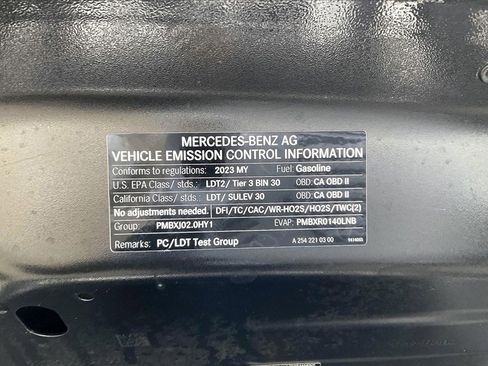 MERCEDES-BENZ AG
VEHICLE EMISSION CONTROL INFORMATION
Conforms to regulations: 2023 MY Fuel: Gasoline
U.S. EPA Class/ stds.: LDT2/ Tier 3 BIN 30 OBD: CA OBD II
California Class/ stds.: LDT/ SULEV 30 OBD: CA OBD II
No adjustments needed. DFI/TC/CAC/WR-HO2S/HO2S/TWC(2)
Group: PMBXJ02.0HY1 EVAP: PMBXR0140LNB
Remarks: PC/LDT Test Group A 254 221 03 00